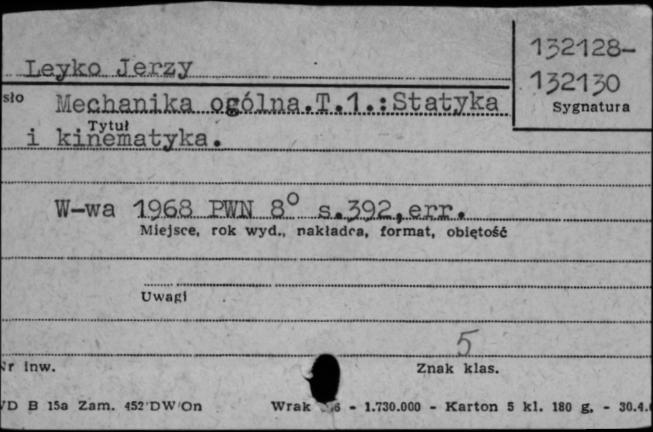 132128-
Leyko Jerzy
132130
Sygnatura
sło Mechanika ogólna.T.1.:Statyka
Tytuł
i kinematyka.
W-wa 1968 PWN 8° s.392,err.
Miejsce, rok wyd., nakładca, format, objętość
Uwagi
5
Nr inw. Znak klas.
VD B 15a Zam. 452 DW/On Wrak - 1.730.000 - Karton 5 kl. 180 g. - 30.4.